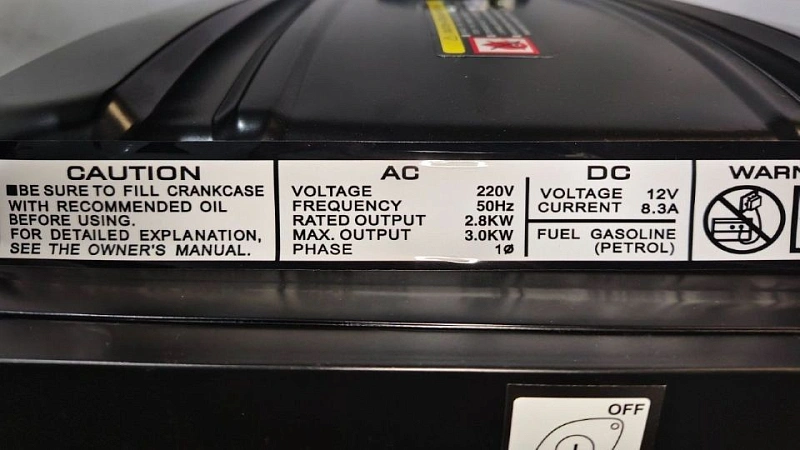 CAUTION
■BE SURE TO FILL CRANKCASE
WITH RECOMMENDED OIL
BEFORE USING.
FOR DETAILED EXPLANATION,
SEE THE OWNER'S MANUAL.
AC
VOLTAGE 220V
FREQUENCY 50Hz
RATED OUTPUT 2.8KW
MAX. OUTPUT 3.0KW
PHASE 1Ø
DC
VOLTAGE 12V
CURRENT 8.3A
FUEL GASOLINE
(PETROL)
WARN
OFF